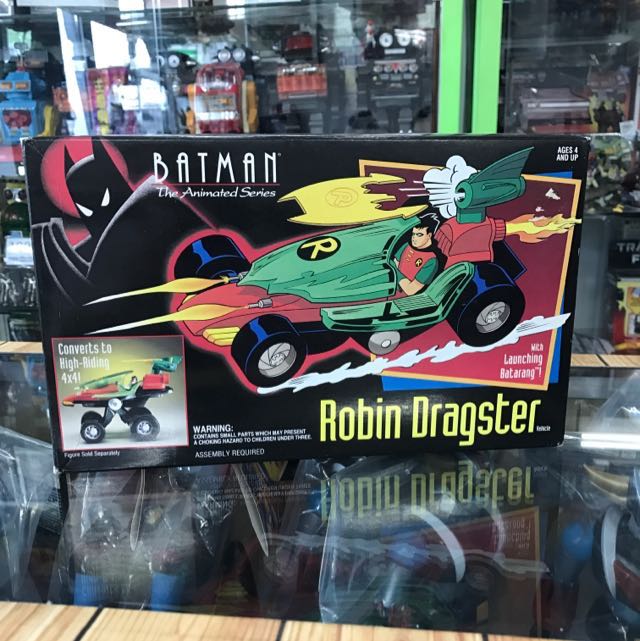 BATMAN™
The Animated Series
AGES 4
AND UP
R
R
Converts to
High-Riding
4x4!
Figure Sold Separately
WARNING:
CONTAINS SMALL PARTS WHICH MAY PRESENT
A CHOKING HAZARD TO CHILDREN UNDER THREE.
ASSEMBLY REQUIRED
With
Launching
Batarang™!
Robin Dragster
Vehicle